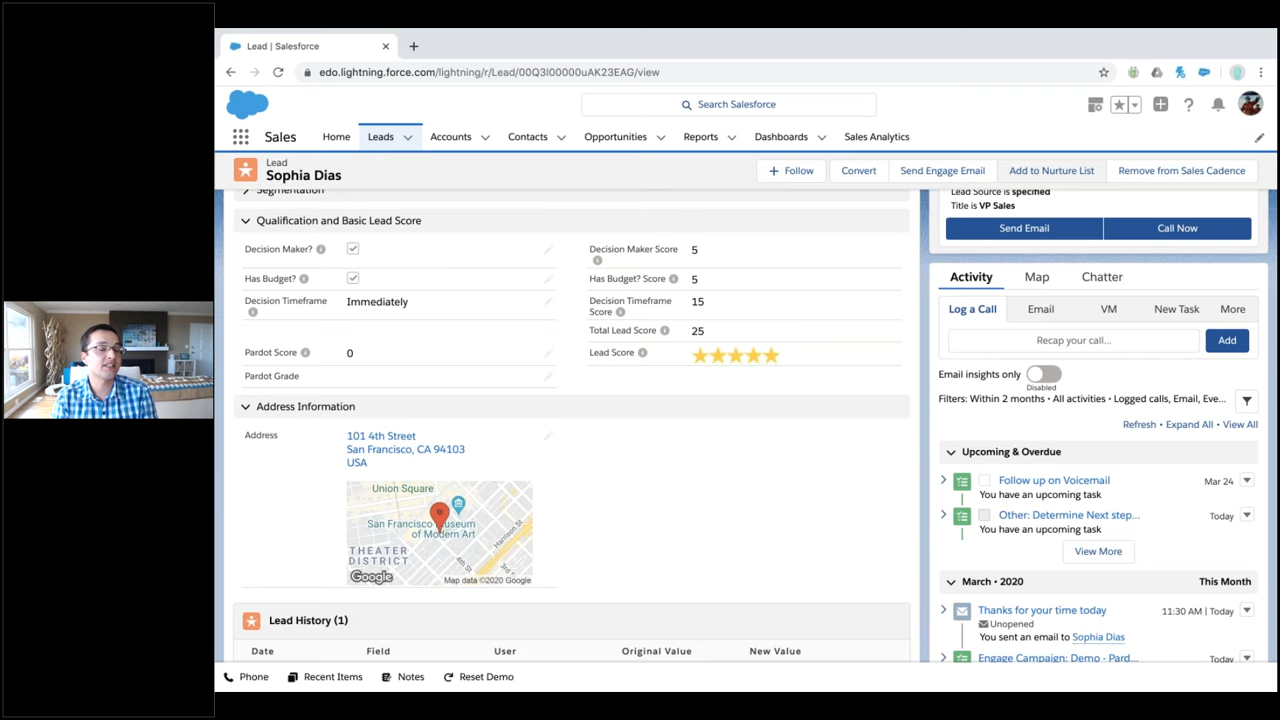 Lead | Salesforce
edo.lightning.force.com/lightning/r/Lead/00Q3I00000uAK23EAG/view
Search Salesforce
Sales Home Leads Accounts Contacts Opportunities Reports Dashboards Sales Analytics
Lead
Sophia Dias
Follow Convert Send Engage Email Add to Nurture List Remove from Sales Cadence
Segmentation
Qualification and Basic Lead Score
Decision Maker?
Decision Maker Score 5
Has Budget?
Has Budget? Score 5
Decision Timeframe Immediately
Decision Timeframe
Score 15
Total Lead Score 25
Pardot Score 0
Lead Score
Pardot Grade
Address Information
Address
101 4th Street
San Francisco, CA 94103
USA
Union Square
San Francisco Museum
of Modern Art
THEATER
DISTRICT
4th St
Harrison St
3rd
Google
Map data ©2020 Google
Lead History (1)
Date Field User Original Value New Value
Lead Source is specified
Title is VP Sales
Send Email Call Now
Activity Map Chatter
Log a Call Email VM New Task More
Recap your call...
Add
Email insights only
Disabled
Filters: Within 2 months • All activities • Logged calls, Email, Eve...
Refresh • Expand All • View All
Upcoming & Overdue
Follow up on Voicemail Mar 24
You have an upcoming task
Other: Determine Next step... Today
You have an upcoming task
View More
March • 2020 This Month
Thanks for your time today 11:30 AM | Today
Unopened
You sent an email to Sophia Dias
Engage Campaign: Demo - Pard... Today
Phone Recent Items Notes Reset Demo